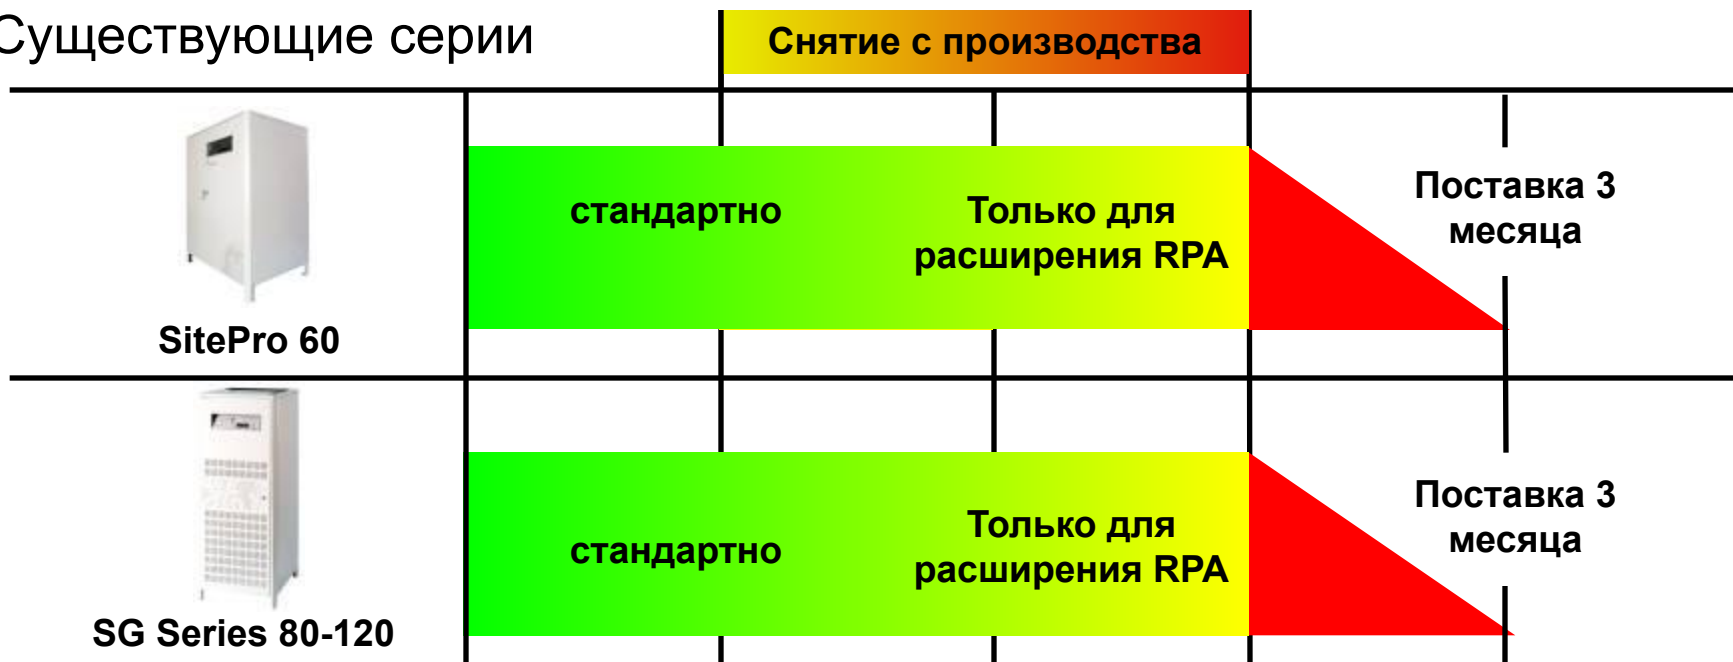 Существующие серии
Снятие с производства
стандартно
Только для
расширения RPA
Поставка 3
месяца
SitePro 60
стандартно
Только для
расширения RPA
Поставка 3
месяца
SG Series 80-120